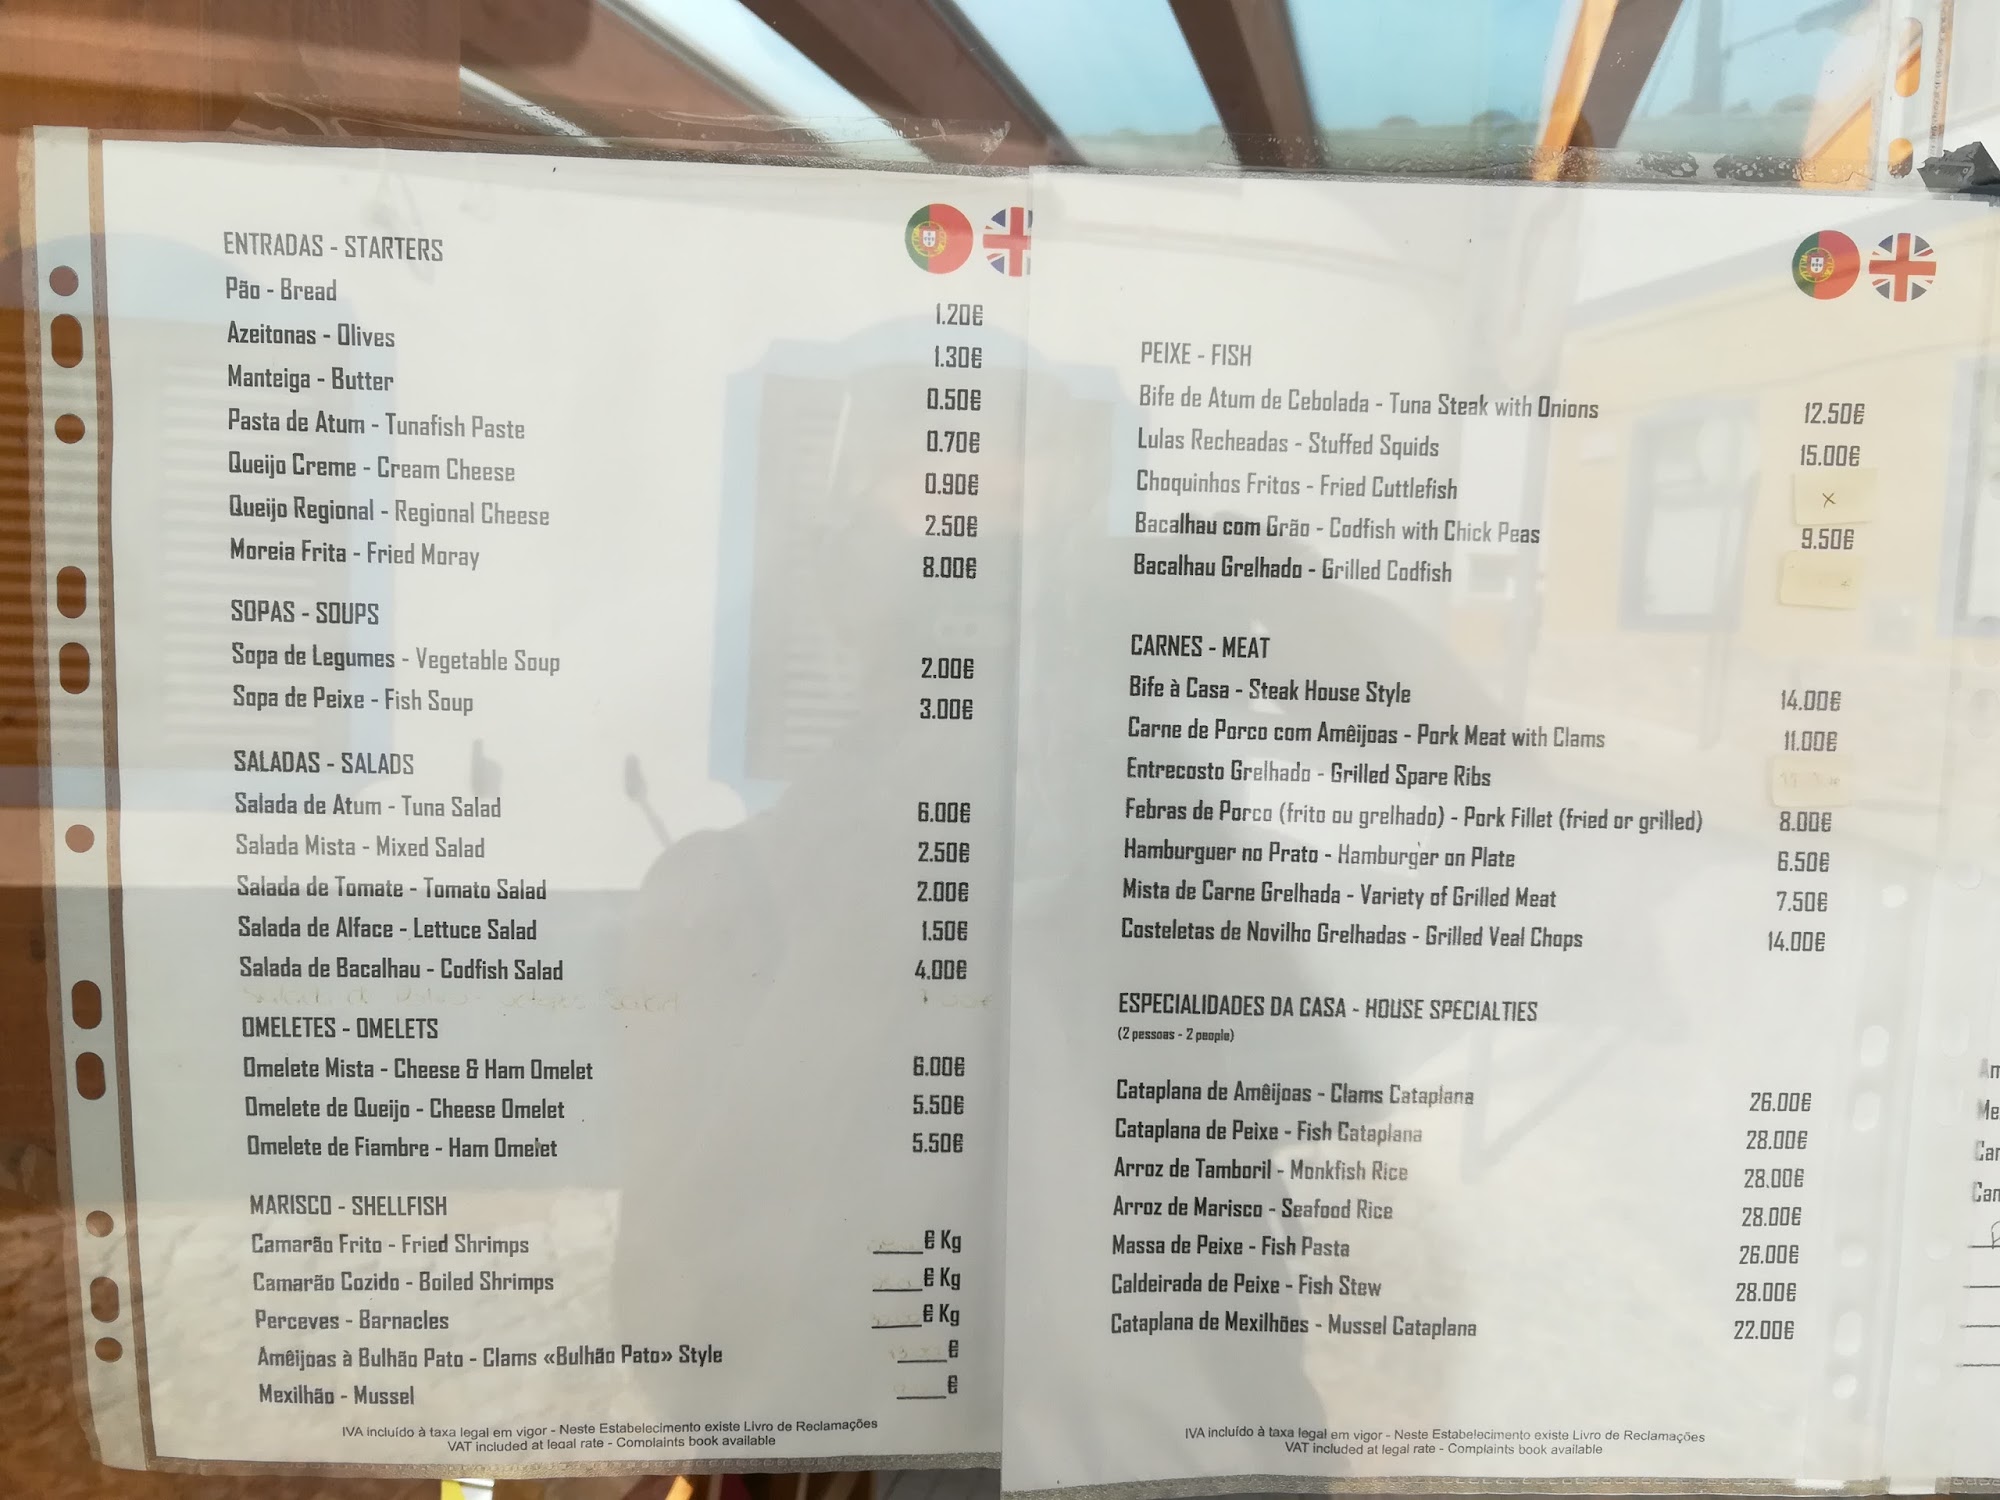 ENTRADAS - STARTERS
Pão - Bread 1.20€
Azeitonas - Olives 1.30€
Manteiga - Butter 0.50€
Pasta de Atum - Tunafish Paste 0.70€
Queijo Creme - Cream Cheese 0.90€
Queijo Regional - Regional Cheese 2.50€
Moreia Frita - Fried Moray 8.00€
SOPAS - SOUPS
Sopa de Legumes - Vegetable Soup 2.00€
Sopa de Peixe - Fish Soup 3.00€
SALADAS - SALADS
Salada de Atum - Tuna Salad 6.00€
Salada Mista - Mixed Salad 2.50€
Salada de Tomate - Tomato Salad 2.00€
Salada de Alface - Lettuce Salad 1.50€
Salada de Bacalhau - Codfish Salad 4.00€
OMELETES - OMELETS
Omelete Mista - Cheese & Ham Omelet 6.00€
Omelete de Queijo - Cheese Omelet 5.50€
Omelete de Fiambre - Ham Omelet 5.50€
MARISCO - SHELLFISH
Camarão Frito - Fried Shrimps € Kg
Camarão Cozido - Boiled Shrimps € Kg
Perceves - Barnacles € Kg
Amêijoas à Bulhão Pato - Clams «Bulhão Pato» Style €
Mexilhão - Mussel €
IVA incluído à taxa legal em vigor - Neste Estabelecimento existe Livro de Reclamações
VAT included at legal rate - Complaints book available
PEIXE - FISH
Bife de Atum de Cebolada - Tuna Steak with Onions 12.50€
Lulas Recheadas - Stuffed Squids 15.00€
Choquinhos Fritos - Fried Cuttlefish x
Bacalhau com Grão - Codfish with Chick Peas 9.50€
Bacalhau Grelhado - Grilled Codfish
CARNES - MEAT
Bife à Casa - Steak House Style 14.00€
Carne de Porco com Amêijoas - Pork Meat with Clams 11.00€
Entrecosto Grelhado - Grilled Spare Ribs
Febras de Porco (frito ou grelhado) - Pork Fillet (fried or grilled) 8.00€
Hamburguer no Prato - Hamburger on Plate 6.50€
Mista de Carne Grelhada - Variety of Grilled Meat 7.50€
Costeletas de Novilho Grelhadas - Grilled Veal Chops 14.00€
ESPECIALIDADES DA CASA - HOUSE SPECIALTIES
(2 pessoas - 2 people)
Cataplana de Amêijoas - Clams Cataplana 26.00€
Cataplana de Peixe - Fish Cataplana 28.00€
Arroz de Tamboril - Monkfish Rice 28.00€
Arroz de Marisco - Seafood Rice 28.00€
Massa de Peixe - Fish Pasta 26.00€
Caldeirada de Peixe - Fish Stew 28.00€
Cataplana de Mexilhões - Mussel Cataplana 22.00€
IVA incluído à taxa legal em vigor - Neste Estabelecimento existe Livro de Reclamações
VAT included at legal rate - Complaints book available